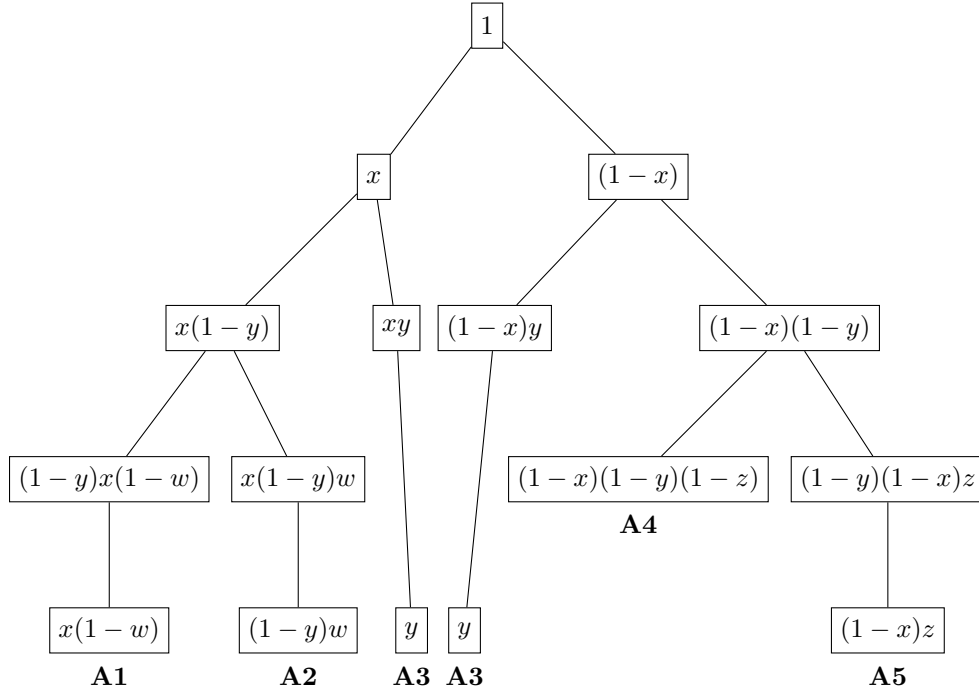 1
x
(1 − x)
x(1 − y)
xy
(1 − x)y
(1 − x)(1 − y)
(1 − y)x(1 − w)
x(1 − y)w
(1 − x)(1 − y)(1 − z)
(1 − y)(1 − x)z
A4
x(1 − w)
(1 − y)w
y
y
(1 − x)z
A1
A2
A3
A3
A5